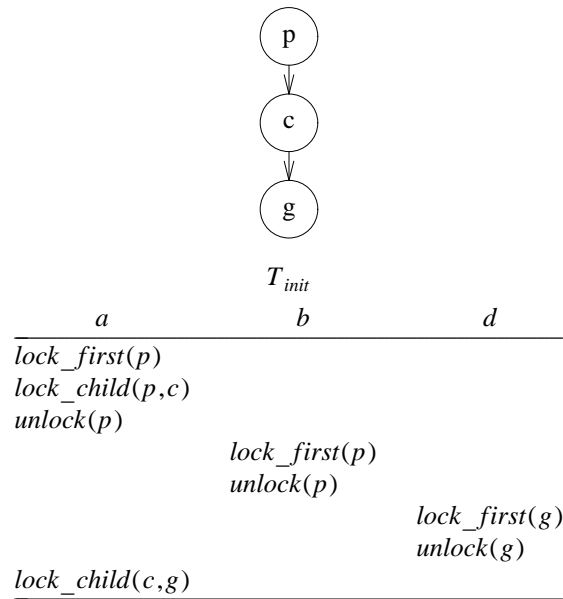 p
c
g
T_init
a b d
lock_first(p)
lock_child(p,c)
unlock(p)
lock_first(p)
unlock(p)
lock_first(g)
unlock(g)
lock_child(c,g)